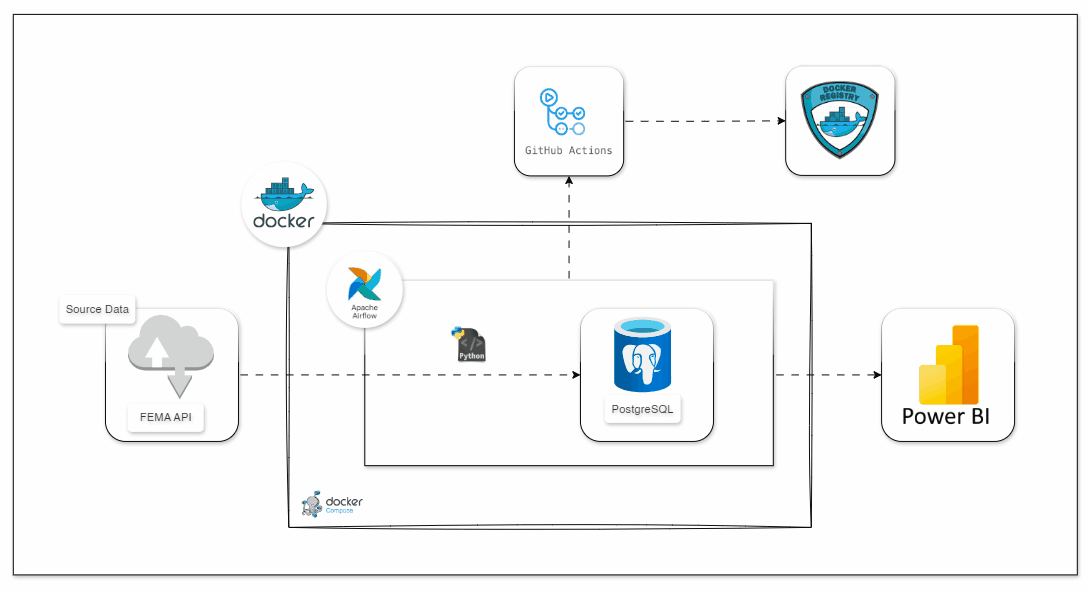 DOCKER
REGISTRY
GitHub Actions
docker
Apache
Airflow
Source Data
Python
FEMA API
PostgreSQL
Power BI
docker
Compose